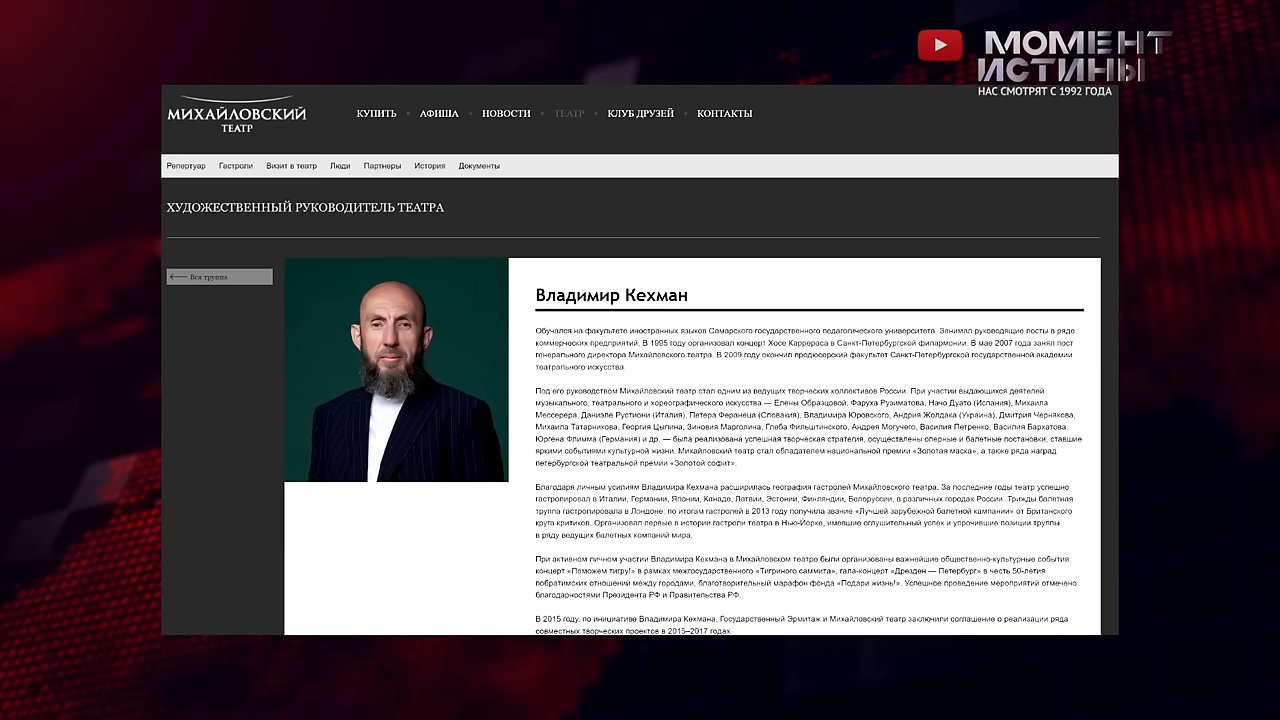 МОМЕНТ
ИСТИНЫ
НАС СМОТРЯТ С 1992 ГОДА
МИХАЙЛОВСКИЙ
ТЕАТР
КУПИТЬ • АФИША • НОВОСТИ • ТЕАТР • КЛУБ ДРУЗЕЙ • КОНТАКТЫ
Репертуар Гастроли Визит в театр Люди Партнеры История Документы
ХУДОЖЕСТВЕННЫЙ РУКОВОДИТЕЛЬ ТЕАТРА
Вся труппа
Владимир Кехман
Обучался на факультете иностранных языков Самарского государственного педагогического университета. Занимал руководящие посты в ряде
коммерческих предприятий. В 1995 году организовал концерт Хосе Каррераса в Санкт-Петербургской филармонии. В мае 2007 года занял пост
генерального директора Михайловского театра. В 2009 году окончил продюсерский факультет Санкт-Петербургской государственной академии
театрального искусства.
Под его руководством Михайловский театр стал одним из ведущих творческих коллективов России. При участии выдающихся деятелей
музыкального, театрального и хореографического искусства — Елены Образцовой, Фаруха Рузиматова, Начо Дуато (Испания), Михаила
Мессерера, Даниэле Рустиони (Италия), Петера Феранеца (Словакия), Владимира Юровского, Андрия Жолдака (Украина), Дмитрия Чернякова,
Михаила Татарникова, Георгия Цыпина, Зиновия Марголина, Глеба Фильштинского, Андрея Могучего, Василия Петренко, Василия Бархатова,
Юргена Флимма (Германия) и др. — была реализована успешная творческая стратегия, осуществлены оперные и балетные постановки, ставшие
яркими событиями культурной жизни. Михайловский театр стал обладателем национальной премии «Золотая маска», а также ряда наград
петербургской театральной премии «Золотой софит».
Благодаря личным усилиям Владимира Кехмана расширилась география гастролей Михайловского театра. За последние годы театр успешно
гастролировал в Италии, Германии, Японии, Канаде, Латвии, Эстонии, Финляндии, Белоруссии, в различных городах России. Трижды балетная
труппа гастролировала в Лондоне; по итогам гастролей в 2013 году получила звание «Лучшей зарубежной балетной кампании» от Британского
круга критиков. Организовал первые в истории гастроли театра в Нью-Йорке, имевшие оглушительный успех и упрочившие позиции труппы
в ряду ведущих балетных компаний мира.
При активном личном участии Владимира Кехмана в Михайловском театре были организованы важнейшие общественно-культурные события:
концерт «Поможем тигру!» в рамках межгосударственного «Тигриного саммита», гала-концерт «Дрезден — Петербург» в честь 50-летия
побратимских отношений между городами, благотворительный марафон фонда «Подари жизнь!». Успешное проведение мероприятий отмечено
благодарностями Президента РФ и Правительства РФ.
В 2015 году, по инициативе Владимира Кехмана, Государственный Эрмитаж и Михайловский театр заключили соглашение о реализации ряда
совместных творческих проектов в 2015–2017 годах.